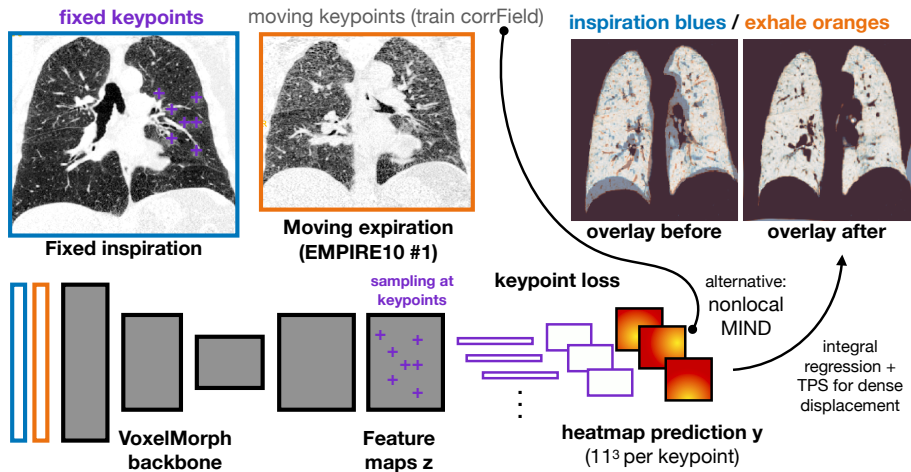 fixed keypoints
moving keypoints (train corrField)
inspiration blues / exhale oranges
Fixed inspiration
Moving expiration
(EMPIRE10 #1)
overlay before
overlay after
sampling at
keypoints
keypoint loss
alternative:
nonlocal
MIND
integral
regression +
TPS for dense
displacement
VoxelMorph
backbone
Feature
maps z
heatmap prediction y
(11³ per keypoint)